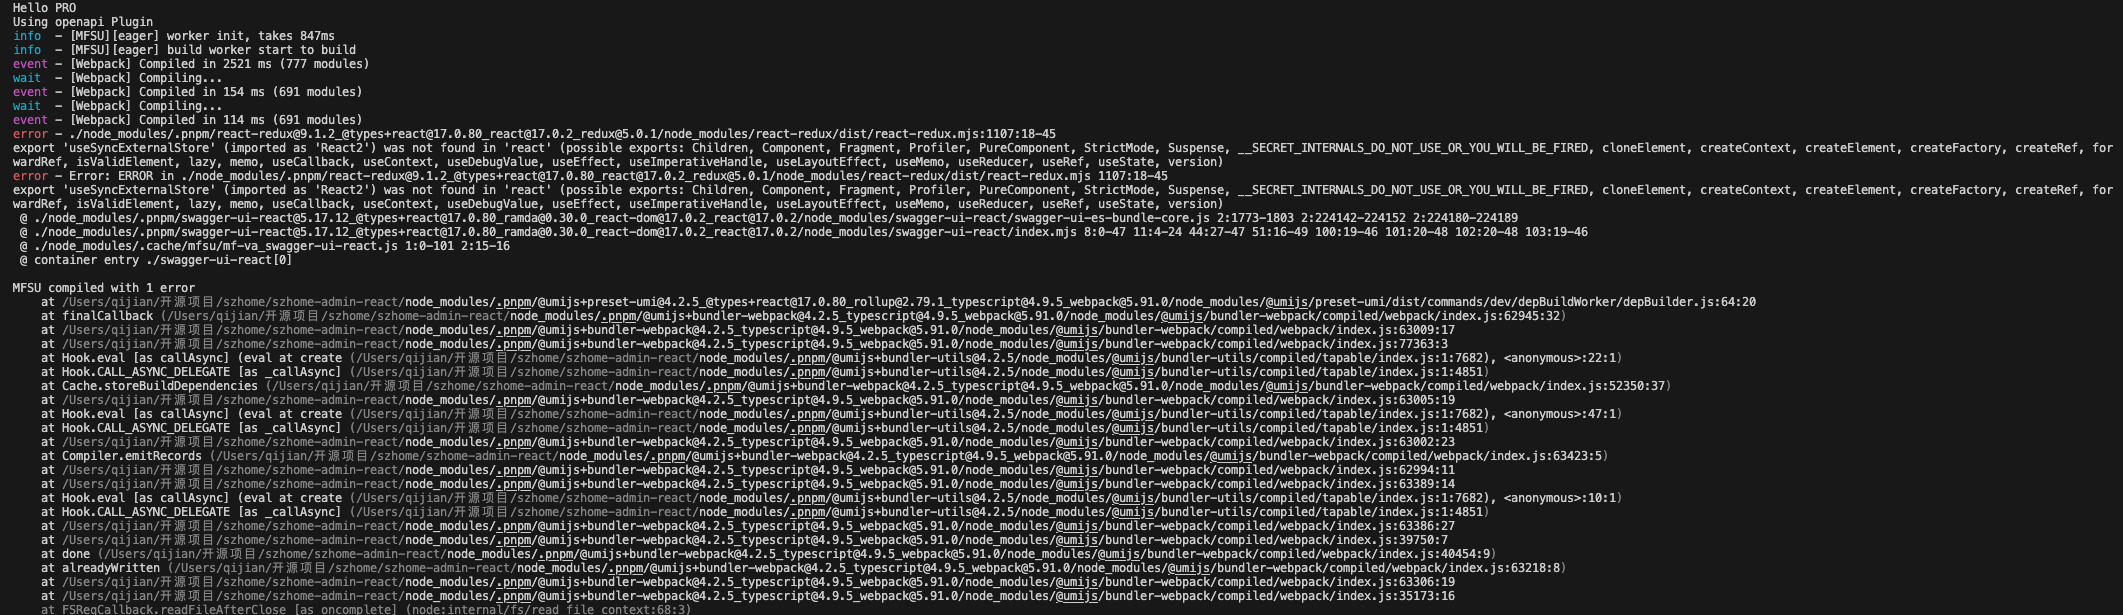 Hello PRO
Using openapi Plugin
info  - [MFSU][eager] worker init, takes 847ms
info  - [MFSU][eager] build worker start to build
event - [Webpack] Compiled in 2521 ms (777 modules)
wait  - [Webpack] Compiling...
event - [Webpack] Compiled in 154 ms (691 modules)
wait  - [Webpack] Compiling...
event - [Webpack] Compiled in 114 ms (691 modules)
error - ./node_modules/.pnpm/react-redux@9.1.2_@types+react@17.0.80_react@17.0.2_redux@5.0.1/node_modules/react-redux/dist/react-redux.mjs:1107:18-45
export 'useSyncExternalStore' (imported as 'React2') was not found in 'react' (possible exports: Children, Component, Fragment, Profiler, PureComponent, StrictMode, Suspense, __SECRET_INTERNALS_DO_NOT_USE_OR_YOU_WILL_BE_FIRED, cloneElement, createContext, createElement, createFactory, createRef, for
wardRef, isValidElement, lazy, memo, useCallback, useContext, useDebugValue, useEffect, useImperativeHandle, useLayoutEffect, useMemo, useReducer, useRef, useState, version)
error - Error: ERROR in ./node_modules/.pnpm/react-redux@9.1.2_@types+react@17.0.80_react@17.0.2_redux@5.0.1/node_modules/react-redux/dist/react-redux.mjs 1107:18-45
export 'useSyncExternalStore' (imported as 'React2') was not found in 'react' (possible exports: Children, Component, Fragment, Profiler, PureComponent, StrictMode, Suspense, __SECRET_INTERNALS_DO_NOT_USE_OR_YOU_WILL_BE_FIRED, cloneElement, createContext, createElement, createFactory, createRef, for
wardRef, isValidElement, lazy, memo, useCallback, useContext, useDebugValue, useEffect, useImperativeHandle, useLayoutEffect, useMemo, useReducer, useRef, useState, version)
 @ ./node_modules/.pnpm/swagger-ui-react@5.17.12_@types+react@17.0.80_ramda@0.30.0_react-dom@17.0.2_react@17.0.2/node_modules/swagger-ui-react/swagger-ui-es-bundle-core.js 2:1773-1803 2:224142-224152 2:224180-224189
 @ ./node_modules/.pnpm/swagger-ui-react@5.17.12_@types+react@17.0.80_ramda@0.30.0_react-dom@17.0.2_react@17.0.2/node_modules/swagger-ui-react/index.mjs 8:0-47 11:4-24 44:27-47 51:16-49 100:19-46 101:20-48 102:20-48 103:19-46
 @ ./node_modules/.cache/mfsu/mf-va_swagger-ui-react.js 1:0-101 2:15-16
 @ container entry ./swagger-ui-react[0]
MFSU compiled with 1 error
    at /Users/qijian/开源项目/szhome/szhome-admin-react/node_modules/.pnpm/@umijs+preset-umi@4.2.5_@types+react@17.0.80_rollup@2.79.1_typescript@4.9.5_webpack@5.91.0/node_modules/@umijs/preset-umi/dist/commands/dev/depBuildWorker/depBuilder.js:64:20
    at finalCallback (/Users/qijian/开源项目/szhome/szhome-admin-react/node_modules/.pnpm/@umijs+bundler-webpack@4.2.5_typescript@4.9.5_webpack@5.91.0/node_modules/@umijs/bundler-webpack/compiled/webpack/index.js:62945:32)
    at /Users/qijian/开源项目/szhome/szhome-admin-react/node_modules/.pnpm/@umijs+bundler-webpack@4.2.5_typescript@4.9.5_webpack@5.91.0/node_modules/@umijs/bundler-webpack/compiled/webpack/index.js:63009:17
    at /Users/qijian/开源项目/szhome/szhome-admin-react/node_modules/.pnpm/@umijs+bundler-webpack@4.2.5_typescript@4.9.5_webpack@5.91.0/node_modules/@umijs/bundler-webpack/compiled/webpack/index.js:77363:3
    at Hook.eval [as callAsync] (eval at create (/Users/qijian/开源项目/szhome/szhome-admin-react/node_modules/.pnpm/@umijs+bundler-utils@4.2.5/node_modules/@umijs/bundler-utils/compiled/tapable/index.js:1:7682), <anonymous>:22:1)
    at Hook.CALL_ASYNC_DELEGATE [as _callAsync] (/Users/qijian/开源项目/szhome/szhome-admin-react/node_modules/.pnpm/@umijs+bundler-utils@4.2.5/node_modules/@umijs/bundler-utils/compiled/tapable/index.js:1:4851)
    at Cache.storeBuildDependencies (/Users/qijian/开源项目/szhome/szhome-admin-react/node_modules/.pnpm/@umijs+bundler-webpack@4.2.5_typescript@4.9.5_webpack@5.91.0/node_modules/@umijs/bundler-webpack/compiled/webpack/index.js:52350:37)
    at /Users/qijian/开源项目/szhome/szhome-admin-react/node_modules/.pnpm/@umijs+bundler-webpack@4.2.5_typescript@4.9.5_webpack@5.91.0/node_modules/@umijs/bundler-webpack/compiled/webpack/index.js:63005:19
    at Hook.eval [as callAsync] (eval at create (/Users/qijian/开源项目/szhome/szhome-admin-react/node_modules/.pnpm/@umijs+bundler-utils@4.2.5/node_modules/@umijs/bundler-utils/compiled/tapable/index.js:1:7682), <anonymous>:47:1)
    at Hook.CALL_ASYNC_DELEGATE [as _callAsync] (/Users/qijian/开源项目/szhome/szhome-admin-react/node_modules/.pnpm/@umijs+bundler-utils@4.2.5/node_modules/@umijs/bundler-utils/compiled/tapable/index.js:1:4851)
    at /Users/qijian/开源项目/szhome/szhome-admin-react/node_modules/.pnpm/@umijs+bundler-webpack@4.2.5_typescript@4.9.5_webpack@5.91.0/node_modules/@umijs/bundler-webpack/compiled/webpack/index.js:63002:23
    at Compiler.emitRecords (/Users/qijian/开源项目/szhome/szhome-admin-react/node_modules/.pnpm/@umijs+bundler-webpack@4.2.5_typescript@4.9.5_webpack@5.91.0/node_modules/@umijs/bundler-webpack/compiled/webpack/index.js:63423:5)
    at /Users/qijian/开源项目/szhome/szhome-admin-react/node_modules/.pnpm/@umijs+bundler-webpack@4.2.5_typescript@4.9.5_webpack@5.91.0/node_modules/@umijs/bundler-webpack/compiled/webpack/index.js:62994:11
    at /Users/qijian/开源项目/szhome/szhome-admin-react/node_modules/.pnpm/@umijs+bundler-webpack@4.2.5_typescript@4.9.5_webpack@5.91.0/node_modules/@umijs/bundler-webpack/compiled/webpack/index.js:63389:14
    at Hook.eval [as callAsync] (eval at create (/Users/qijian/开源项目/szhome/szhome-admin-react/node_modules/.pnpm/@umijs+bundler-utils@4.2.5/node_modules/@umijs/bundler-utils/compiled/tapable/index.js:1:7682), <anonymous>:10:1)
    at Hook.CALL_ASYNC_DELEGATE [as _callAsync] (/Users/qijian/开源项目/szhome/szhome-admin-react/node_modules/.pnpm/@umijs+bundler-utils@4.2.5/node_modules/@umijs/bundler-utils/compiled/tapable/index.js:1:4851)
    at /Users/qijian/开源项目/szhome/szhome-admin-react/node_modules/.pnpm/@umijs+bundler-webpack@4.2.5_typescript@4.9.5_webpack@5.91.0/node_modules/@umijs/bundler-webpack/compiled/webpack/index.js:63386:27
    at /Users/qijian/开源项目/szhome/szhome-admin-react/node_modules/.pnpm/@umijs+bundler-webpack@4.2.5_typescript@4.9.5_webpack@5.91.0/node_modules/@umijs/bundler-webpack/compiled/webpack/index.js:39750:7
    at done (/Users/qijian/开源项目/szhome/szhome-admin-react/node_modules/.pnpm/@umijs+bundler-webpack@4.2.5_typescript@4.9.5_webpack@5.91.0/node_modules/@umijs/bundler-webpack/compiled/webpack/index.js:40454:9)
    at alreadyWritten (/Users/qijian/开源项目/szhome/szhome-admin-react/node_modules/.pnpm/@umijs+bundler-webpack@4.2.5_typescript@4.9.5_webpack@5.91.0/node_modules/@umijs/bundler-webpack/compiled/webpack/index.js:63218:8)
    at /Users/qijian/开源项目/szhome/szhome-admin-react/node_modules/.pnpm/@umijs+bundler-webpack@4.2.5_typescript@4.9.5_webpack@5.91.0/node_modules/@umijs/bundler-webpack/compiled/webpack/index.js:63306:19
    at /Users/qijian/开源项目/szhome/szhome-admin-react/node_modules/.pnpm/@umijs+bundler-webpack@4.2.5_typescript@4.9.5_webpack@5.91.0/node_modules/@umijs/bundler-webpack/compiled/webpack/index.js:35173:16
    at FSReqCallback.readFileAfterClose [as oncomplete] (node:internal/fs/read_file_context:68:3)